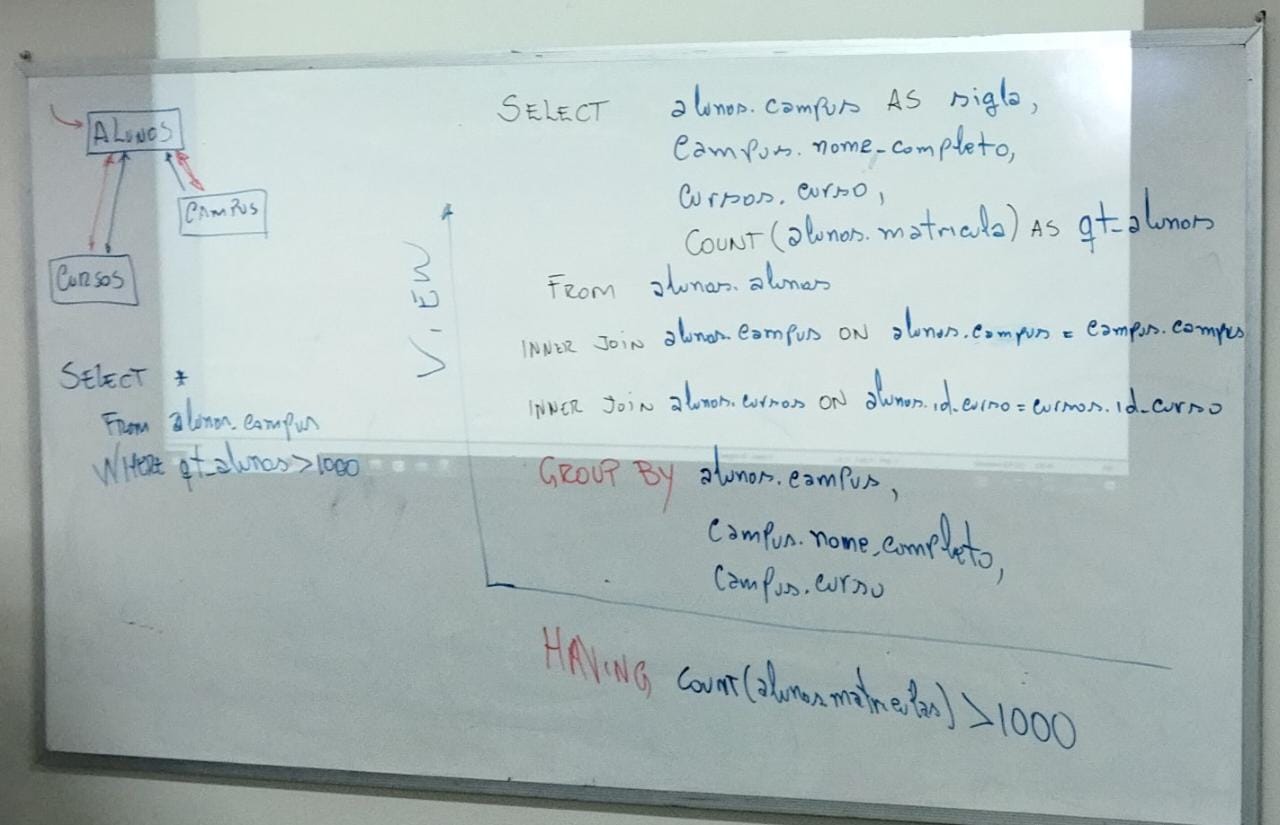 ALUNOS
CAMPUS
CURSOS
SELECT *
FROM alunos.campus
WHERE qt_alunos > 1000
VIEW
SELECT alunos.campus AS sigla,
campus.nome_completo,
cursos.curso,
COUNT(alunos.matricula) AS qt_alunos
FROM alunos.alunos
INNER JOIN alunos.campus ON alunos.campus = campus.campus
INNER JOIN alunos.cursos ON alunos.id_curso = cursos.id_curso
GROUP BY alunos.campus,
campus.nome_completo,
campus.curso
HAVING COUNT(alunos.matriculas) > 1000